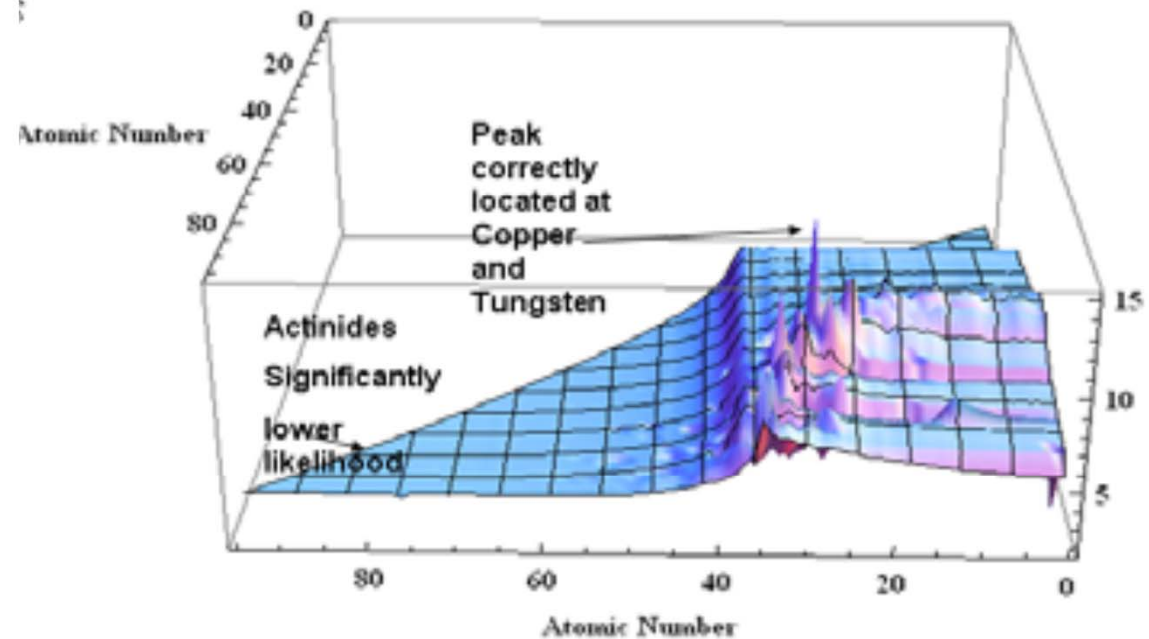 0
20
40
Atomic Number
60
80
Peak
correctly
located at
Copper
and
Tungsten
Actinides
Significantly
lower
likelihood
15
10
5
80
60
40
20
0
Atomic Number